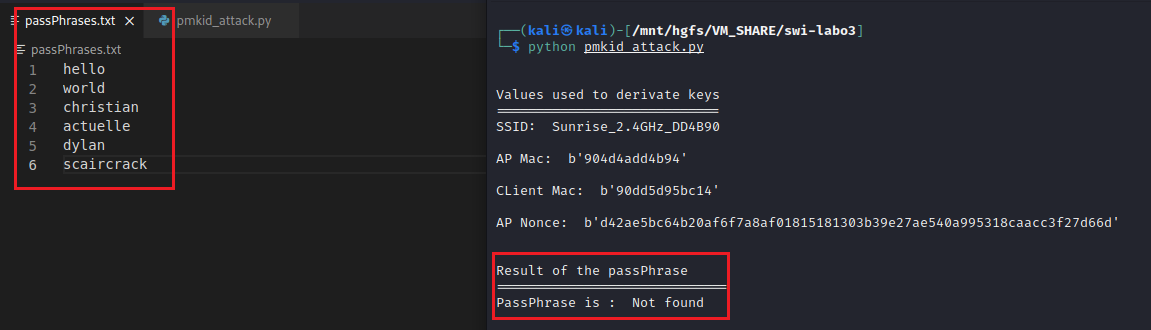 passPhrases.txt
pmkid_attack.py
passPhrases.txt
1 hello
2 world
3 christian
4 actuelle
5 dylan
6 scaircrack
┌──(kali㉿kali)-[/mnt/hgfs/VM_SHARE/swi-labo3]
└─$ python pmkid_attack.py
Values used to derivate keys
============================
SSID:  Sunrise_2.4GHz_DD4B90
AP Mac:  b'904d4add4b94'
CLient Mac:  b'90dd5d95bc14'
AP Nonce:  b'd42ae5bc64b20af6f7a8af01815181303b39e27ae540a995318caacc3f27d66d'
Result of the passPhrase
=============================
PassPhrase is :  Not found